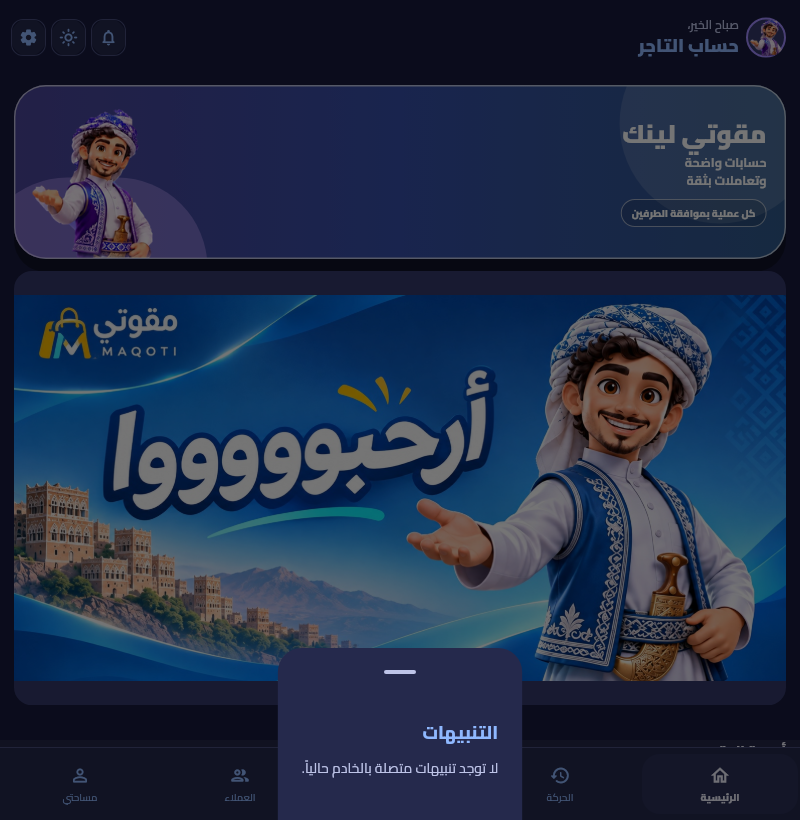 صباح الخير،
حساب التاجر
مقوتي لينك
حسابات واضحة
وتعاملات بثقة
كل عملية بموافقة الطرفين
مقوتي
MAQOTI
أرحبوووووا
التنبيهات
لا توجد تنبيهات متصلة بالخادم حالياً.
الرئيسية
الحركة
العملاء
مساحتي